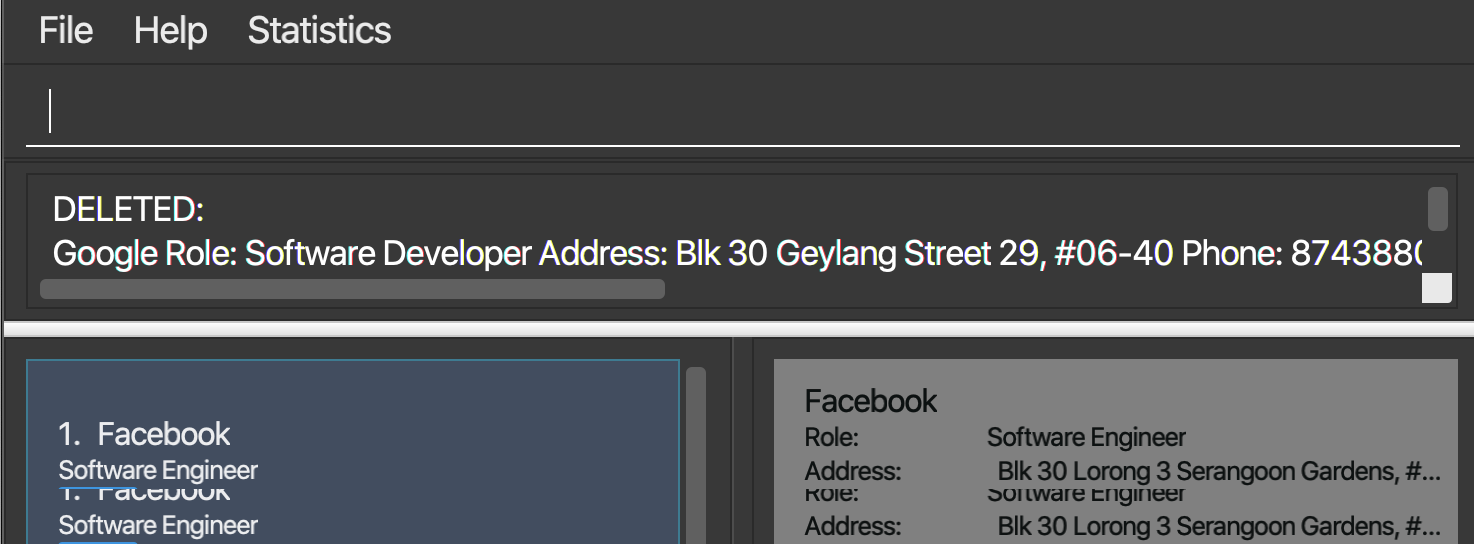 File Help Statistics
DELETED:
Google Role: Software Developer Address: Blk 30 Geylang Street 29, #06-40 Phone: 874388
1. Facebook
Software Engineer
1. Facebook
Software Engineer
Facebook
Role: Software Engineer
Address: Blk 30 Lorong 3 Serangoon Gardens, #...
Role: Software Engineer
Address: Blk 30 Lorong 3 Serangoon Gardens, #...